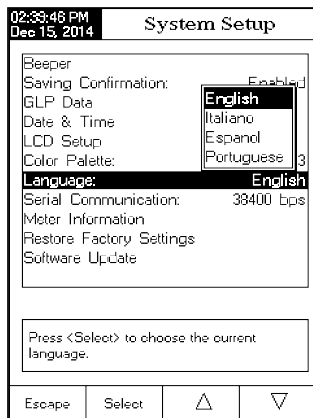 02:39:46 PM
Dec 15, 2014
System Setup
Beeper
Saving Confirmation: Enabled
GLP Data
Date & Time
LCD Setup
Color Palette: 3
English
Italiano
Espanol
Portuguese
Language: English
Serial Communication: 38400 bps
Meter Information
Restore Factory Settings
Software Update
Press <Select> to choose the current
language.
Escape Select